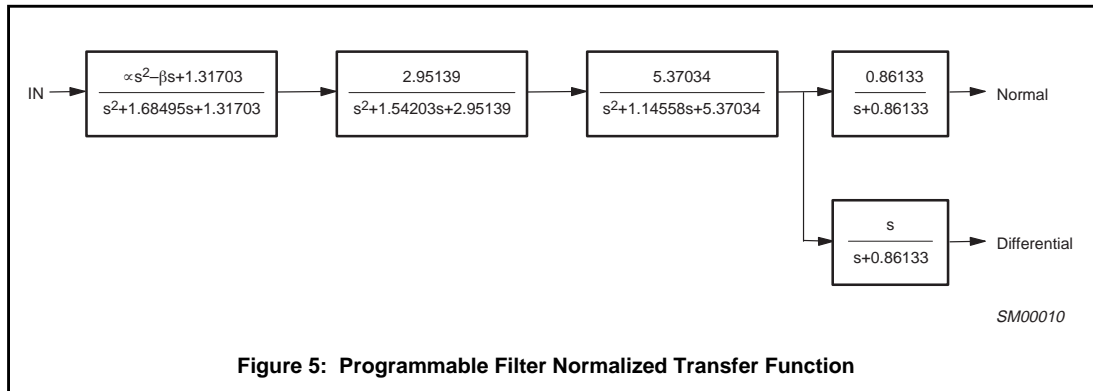 IN
∝s²–βs+1.31703
s²+1.68495s+1.31703
2.95139
s²+1.54203s+2.95139
5.37034
s²+1.14558s+5.37034
0.86133
s+0.86133
Normal
s
s+0.86133
Differential
SM00010
Figure 5: Programmable Filter Normalized Transfer Function